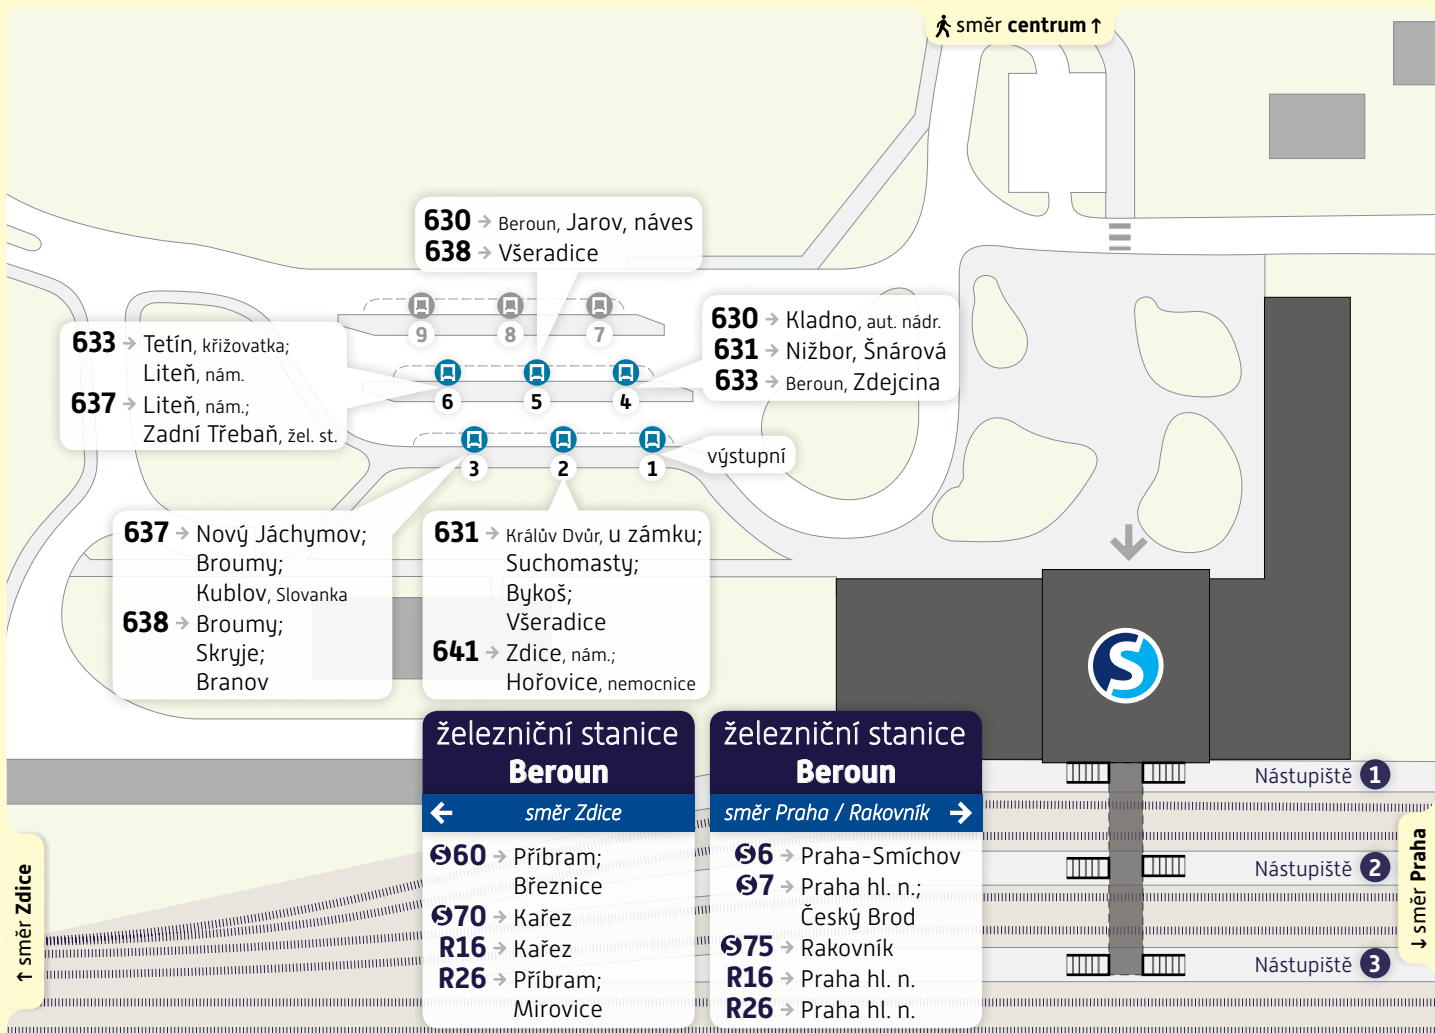 směr centrum ↑
630 → Beroun, Jarov, náves
638 → Všeradice
9
8
7
633 → Tetín, křižovatka;
Liteň, nám.
637 → Liteň, nám.;
Zadní Třebaň, žel. st.
630 → Kladno, aut. nádr.
631 → Nižbor, Šnárová
633 → Beroun, Zdejcina
6
5
4
3
2
1
výstupní
637 → Nový Jáchymov;
Broumy;
Kublov, Slovanka
638 → Broumy;
Skryje;
Branov
631 → Králův Dvůr, u zámku;
Suchomasty;
Bykoš;
Všeradice
641 → Zdice, nám.;
Hořovice, nemocnice
S
železniční stanice
Beroun
← směr Zdice
S60 → Příbram;
Březnice
S70 → Kařez
R16 → Kařez
R26 → Příbram;
Mirovice
železniční stanice
Beroun
směr Praha / Rakovník →
S6 → Praha-Smíchov
S7 → Praha hl. n.;
Český Brod
S75 → Rakovník
R16 → Praha hl. n.
R26 → Praha hl. n.
Nástupiště 1
Nástupiště 2
Nástupiště 3
↑ směr Zdice
↓ směr Praha